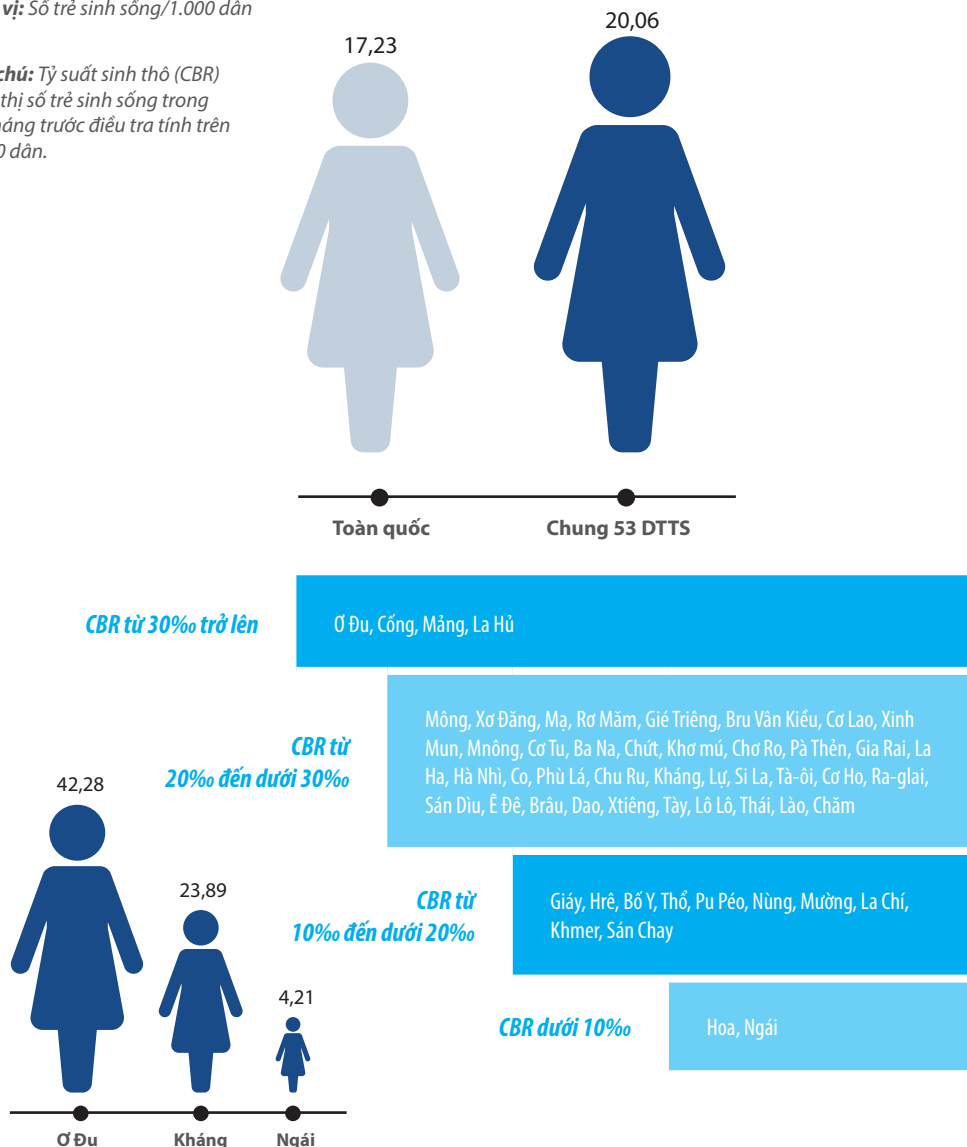 vị: Số trẻ sinh sống/1.000 dân
chú: Tỷ suất sinh thô (CBR)
thị số trẻ sinh sống trong
háng trước điều tra tính trên
0 dân.
17,23
20,06
Toàn quốc
Chung 53 DTTS
CBR từ 30‰ trở lên
Ơ Đu, Cống, Mảng, La Hủ
CBR từ
20‰ đến dưới 30‰
Mông, Xơ Đăng, Mạ, Rơ Măm, Gié Triêng, Bru Vân Kiều, Cơ Lao, Xinh
Mun, Mnông, Cơ Tu, Ba Na, Chứt, Khơ mú, Chơ Ro, Pà Thẻn, Gia Rai, La
Ha, Hà Nhì, Co, Phù Lá, Chu Ru, Kháng, Lự, Si La, Tà-ôi, Cơ Ho, Ra-glai,
Sán Dìu, Ê Đê, Brâu, Dao, Xtiêng, Tày, Lô Lô, Thái, Lào, Chăm
CBR từ
10‰ đến dưới 20‰
Giáy, Hrê, Bố Y, Thổ, Pu Péo, Nùng, Mường, La Chí,
Khmer, Sán Chay
CBR dưới 10‰
Hoa, Ngái
42,28
23,89
4,21
Ơ Đu
Kháng
Ngái